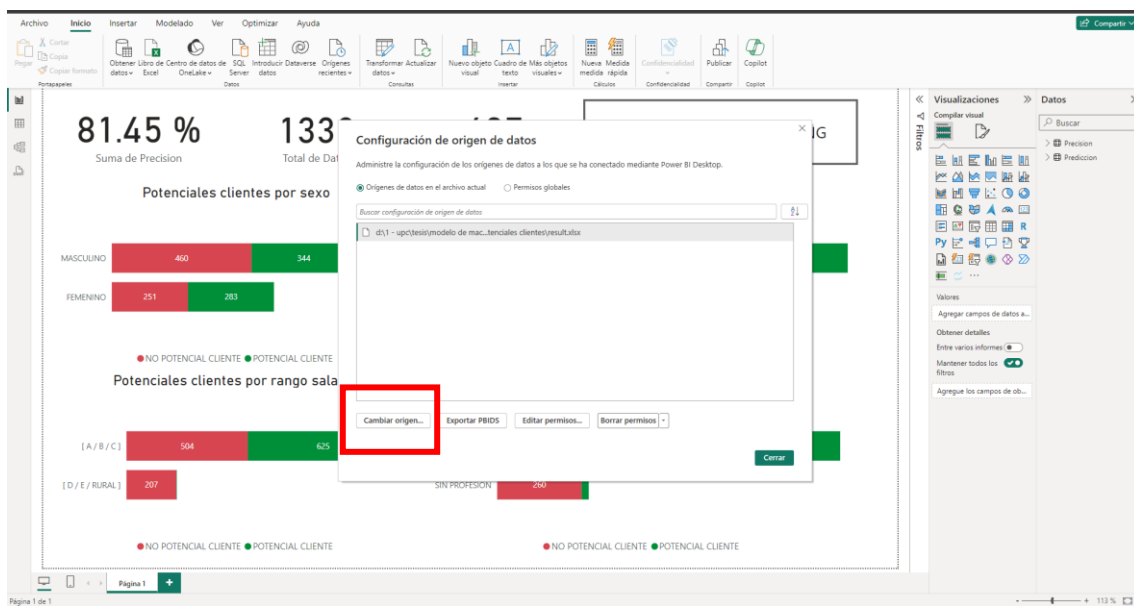 Archivo Inicio Insertar Modelado Ver Optimizar Ayuda
Compartir
Pegar
Cortar
Copia
Copiar formato
Portapapeles
Obtener datos
Libro de Excel
Centro de datos de OneLake
SQL Server
Introducir datos
Dataverse
Orígenes recientes
Datos
Transformar datos
Actualizar
Consultas
Nuevo objeto visual
Cuadro de texto
Más objetos visuales
Insertar
Nueva medida
Medida rápida
Cálculos
Confidencialidad
Confidencialidad
Publicar
Compartir
Copilot
Copilot
81.45 %
Suma de Precision
133
Total de Dat
NG
Potenciales clientes por sexo
MASCULINO 460 344
FEMENINO 251 283
NO POTENCIAL CLIENTE POTENCIAL CLIENTE
Potenciales clientes por rango sala
[ A / B / C ] 504 625
[ D / E / RURAL ] 207
SIN PROFESION 260
NO POTENCIAL CLIENTE POTENCIAL CLIENTE
NO POTENCIAL CLIENTE POTENCIAL CLIENTE
Configuración de origen de datos
Administre la configuración de los orígenes de datos a los que se ha conectado mediante Power BI Desktop.
Orígenes de datos en el archivo actual Permisos globales
Buscar configuración de origen de datos
d:\1 - upc\tesis\modelo de mac...tenciales clientes\result.xlsx
Cambiar origen... Exportar PBIDS Editar permisos... Borrar permisos
Cerrar
Filtros
Visualizaciones
Compilar visual
R
Py
Valores
Agregar campos de datos a...
Obtener detalles
Entre varios informes
Mantener todos los filtros
Agregue los campos de ob...
Datos
Buscar
Precision
Prediccion
Página 1
Página 1 de 1
113 %